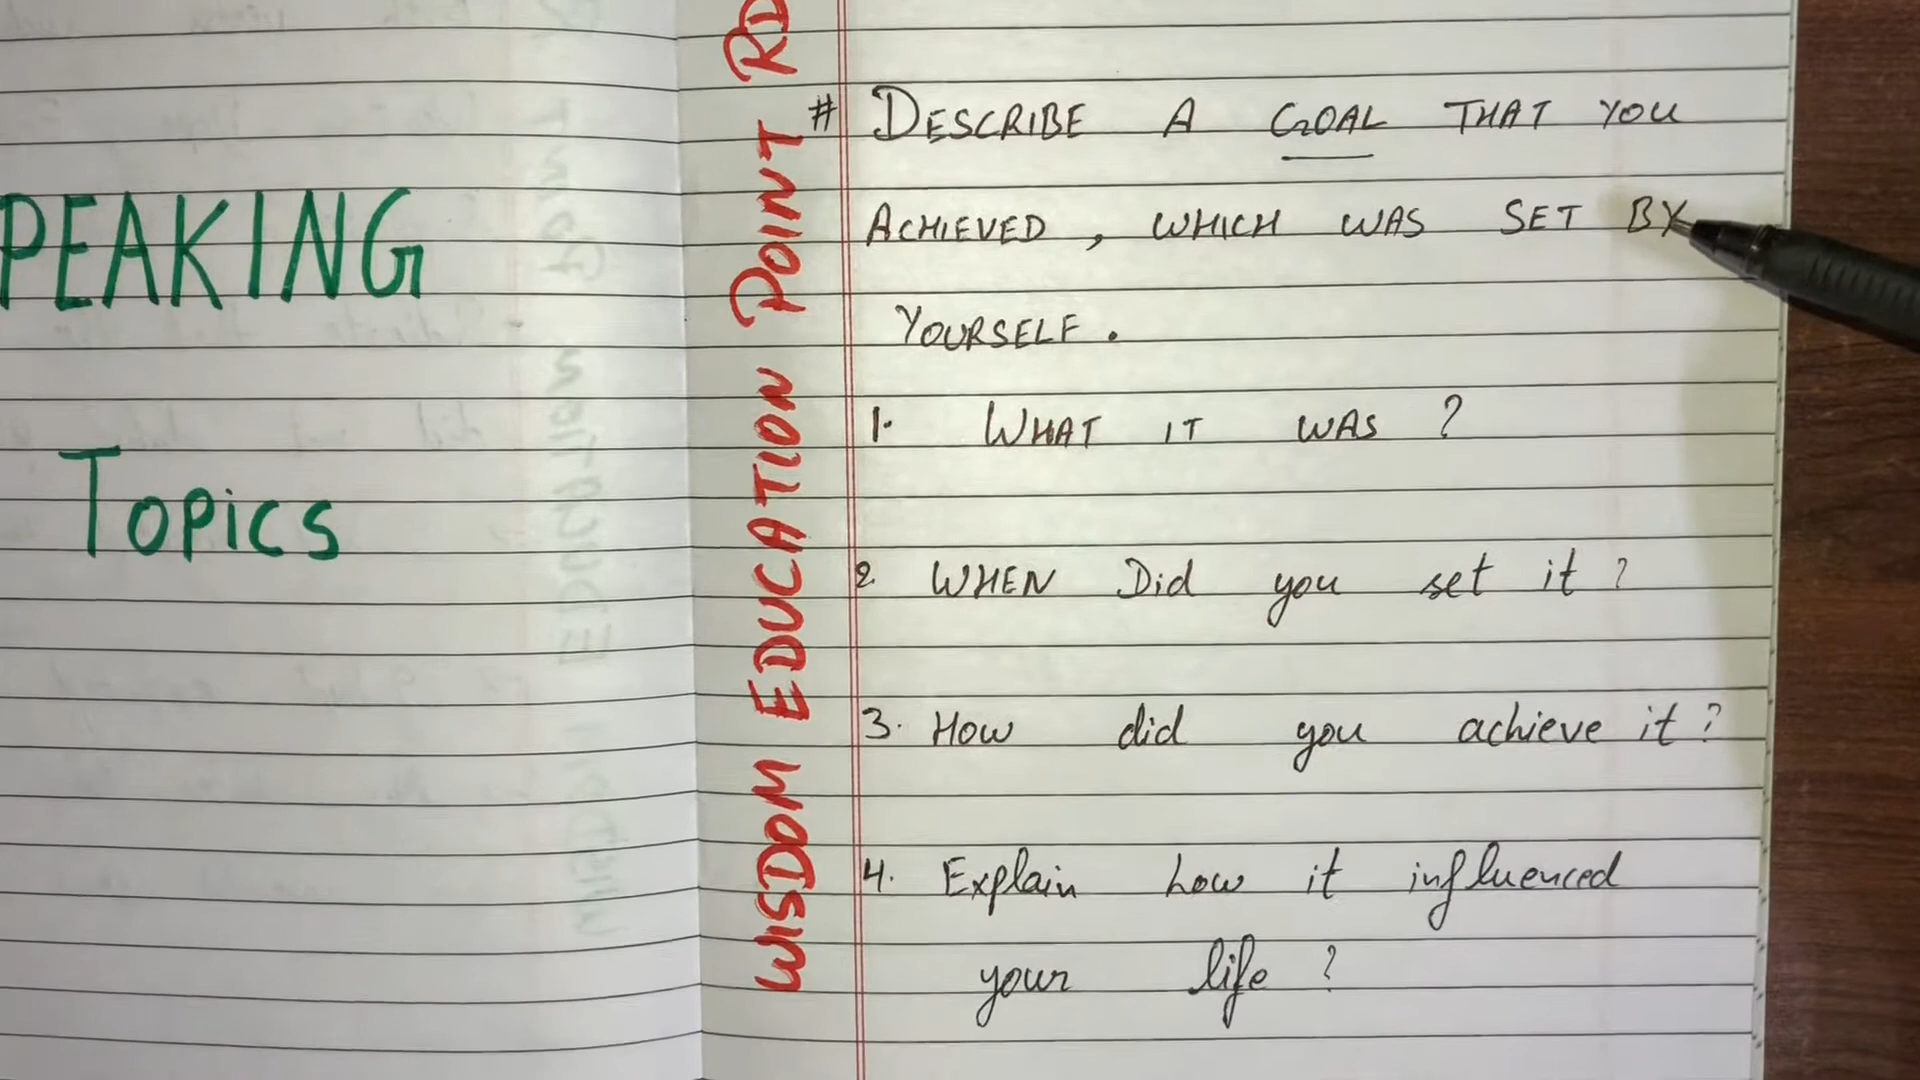 PEAKING
Topics
WISDOM EDUCATION POINT RD
# DESCRIBE A GOAL THAT YOU
ACHIEVED, WHICH WAS SET BY
YOURSELF.
1. WHAT IT WAS ?
2. WHEN Did you set it ?
3. How did you achieve it ?
4. Explain how it influenced
your life ?